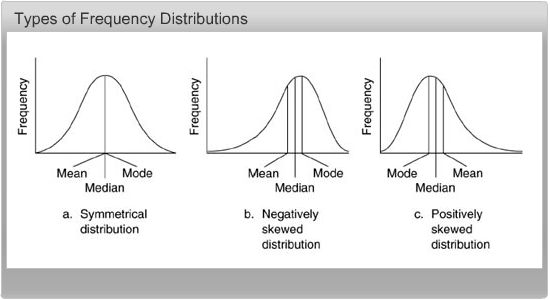 Types of Frequency Distributions
Frequency
Mean Mode
Median
a. Symmetrical
distribution
Frequency
Mean Mode
Median
b. Negatively
skewed
distribution
Frequency
Mode Mean
Median
c. Positively
skewed
distribution